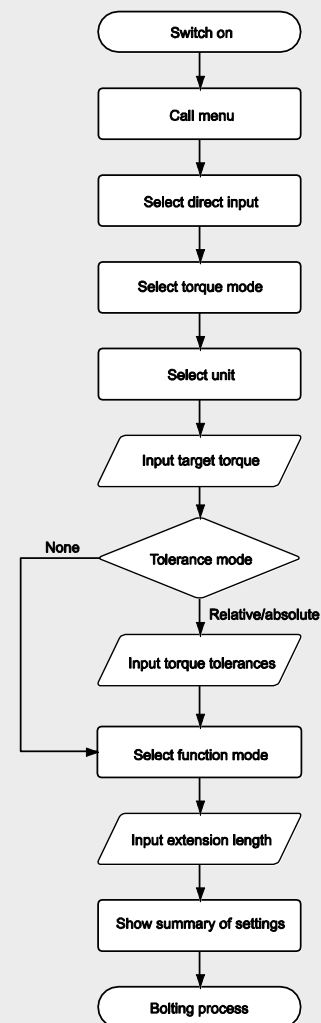 Switch on
Call menu
Select direct input
Select torque mode
Select unit
Input target torque
None
Tolerance mode
Relative/absolute
Input torque tolerances
Select function mode
Input extension length
Show summary of settings
Bolting process